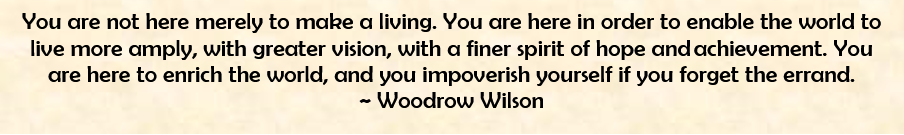 You are not here merely to make a living. You are here in order to enable the world to
live more amply, with greater vision, with a finer spirit of hope and achievement. You
are here to enrich the world, and you impoverish yourself if you forget the errand.
~ Woodrow Wilson